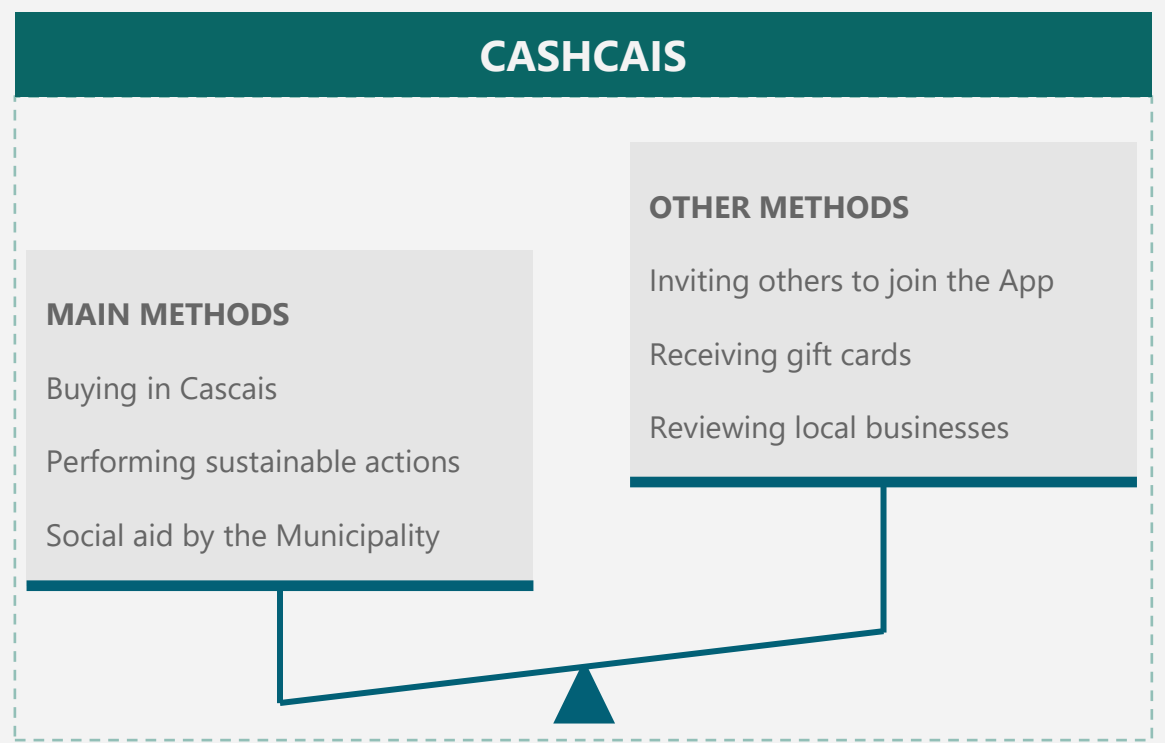 CASHCAIS
MAIN METHODS
Buying in Cascais
Performing sustainable actions
Social aid by the Municipality
OTHER METHODS
Inviting others to join the App
Receiving gift cards
Reviewing local businesses